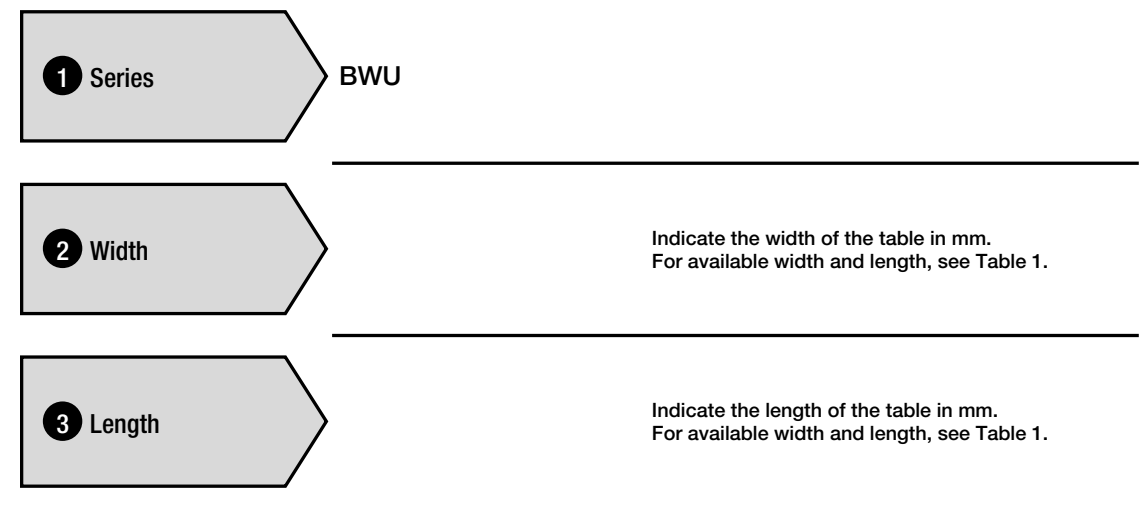 1 Series
BWU
2 Width
Indicate the width of the table in mm.
For available width and length, see Table 1.
3 Length
Indicate the length of the table in mm.
For available width and length, see Table 1.